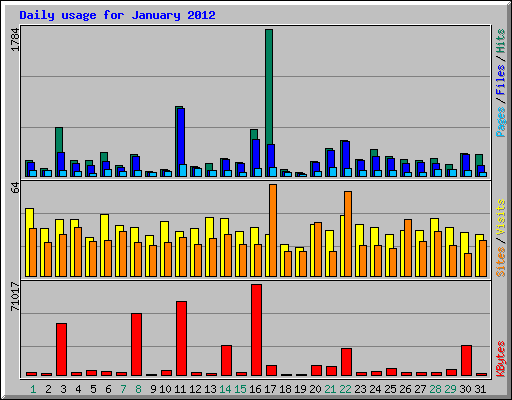 Daily usage for January 2012
1784
Pages / Files / Hits
64
Sites / Visits
71017
KBytes
1 2 3 4 5 6 7 8 9 10 11 12 13 14 15 16 17 18 19 20 21 22 23 24 25 26 27 28 29 30 31